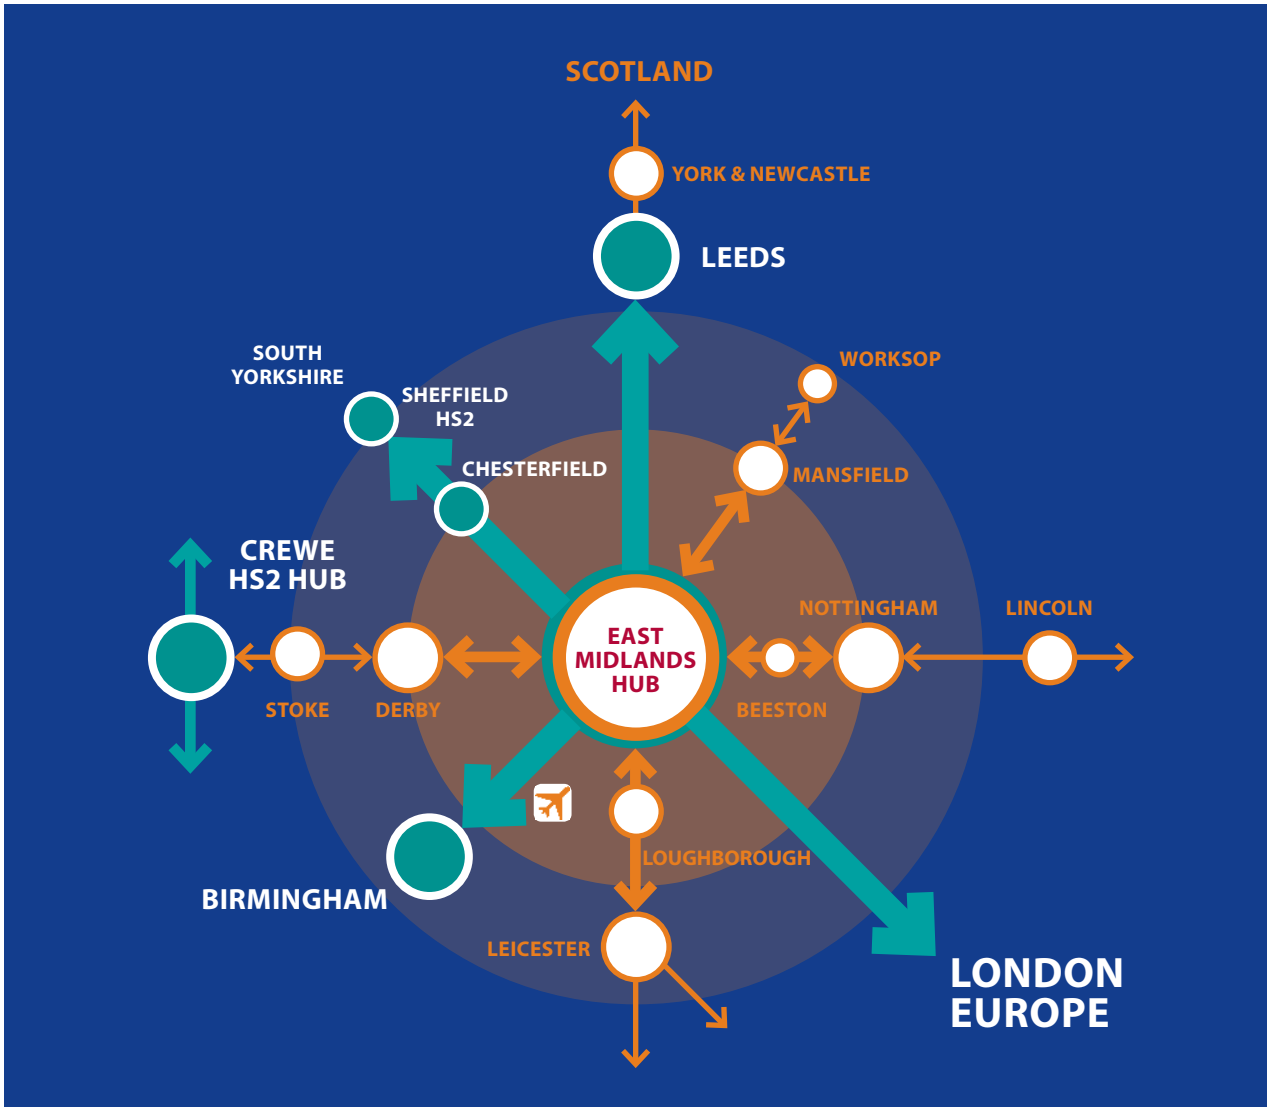 SCOTLAND
YORK & NEWCASTLE
LEEDS
SOUTH
YORKSHIRE
WORKSOP
SHEFFIELD
HS2
CHESTERFIELD
MANSFIELD
CREWE
HS2 HUB
NOTTINGHAM
LINCOLN
EAST
MIDLANDS
HUB
STOKE
DERBY
BEESTON
LOUGHBOROUGH
BIRMINGHAM
LEICESTER
LONDON
EUROPE